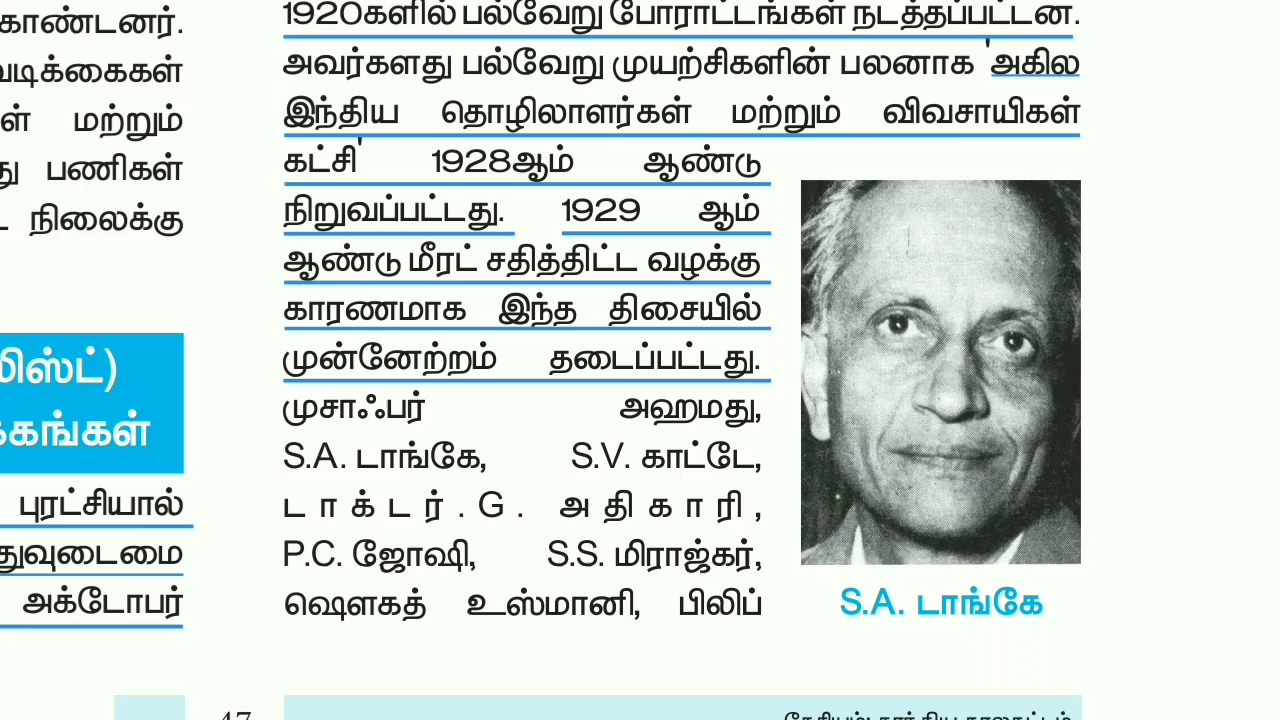 காண்டனர்.
வடிக்கைகள்
ள் மற்றும்
து பணிகள்
நிலைக்கு
லிஸ்ட்)
க்கங்கள்
புரட்சியால்
துவுடைமை
அக்டோபர்
1920களில் பல்வேறு போராட்டங்கள் நடத்தப்பட்டன.
அவர்களது பல்வேறு முயற்சிகளின் பலனாக 'அகில
இந்திய தொழிலாளர்கள் மற்றும் விவசாயிகள்
கட்சி' 1928ஆம் ஆண்டு
நிறுவப்பட்டது. 1929 ஆம்
ஆண்டு மீரட் சதித்திட்ட வழக்கு
காரணமாக இந்த திசையில்
முன்னேற்றம் தடைப்பட்டது.
முசாஃபர் அஹமது,
S.A. டாங்கே, S.V. காட்டே,
டாக்டர்.G. அதிகாரி,
P.C. ஜோஷி, S.S. மிராஜ்கர்,
ஷௌகத் உஸ்மானி, பிலிப்
S.A. டாங்கே
47